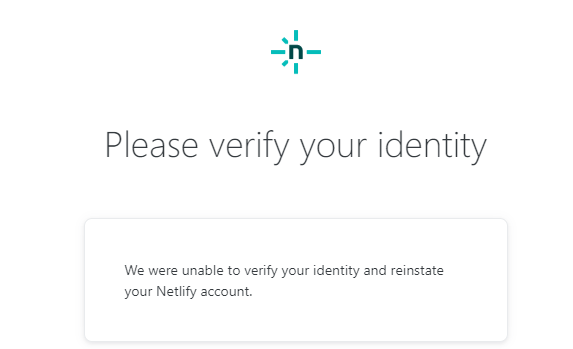 n
Please verify your identity
We were unable to verify your identity and reinstate
your Netlify account.